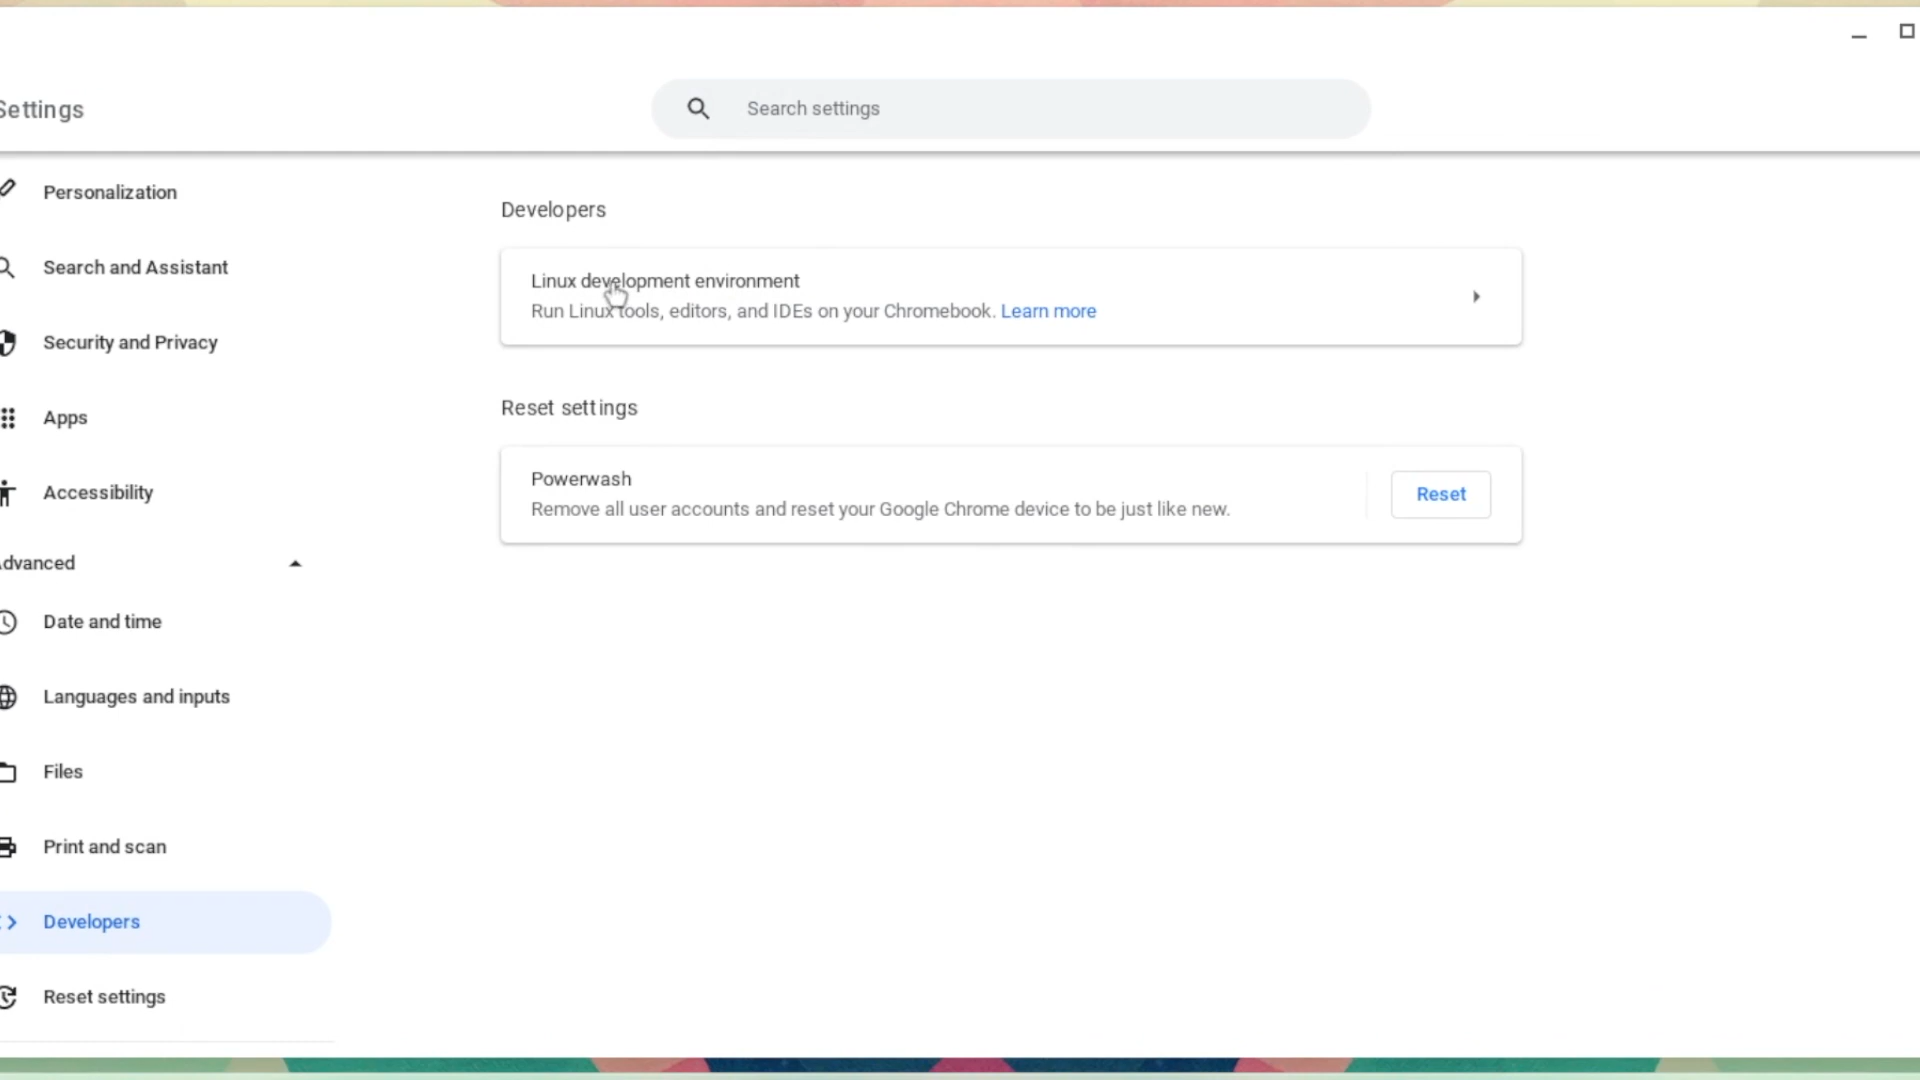 Settings
Search settings
Personalization
Search and Assistant
Security and Privacy
Apps
Accessibility
dvanced
Date and time
Languages and inputs
Files
Print and scan
Developers
Reset settings
Developers
Linux development environment
Run Linux tools, editors, and IDEs on your Chromebook. Learn more
Reset settings
Powerwash
Remove all user accounts and reset your Google Chrome device to be just like new.
Reset